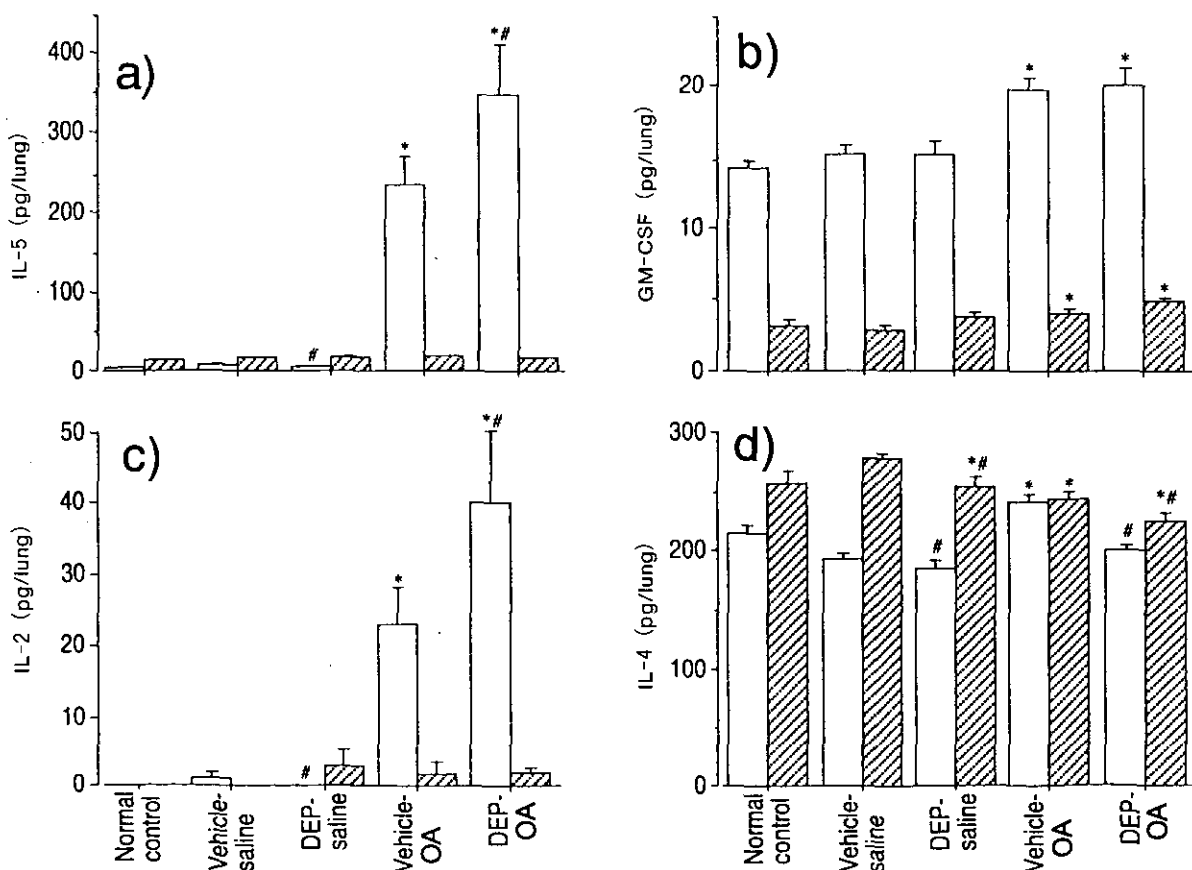 a)
IL-5 (pg/lung)
400
300
200
100
0
*#
*
#
b)
GM-CSF (pg/lung)
20
10
0
*
*
*
*
c)
IL-2 (pg/lung)
50
40
30
20
10
0
*#
*
#
Normal
control
Vehicle-
saline
DEP-
saline
Vehicle-
OA
DEP-
OA
d)
IL-4 (pg/lung)
300
200
100
0
*#
*
*
*#
#
#
Normal
control
Vehicle-
saline
DEP-
saline
Vehicle-
OA
DEP-
OA